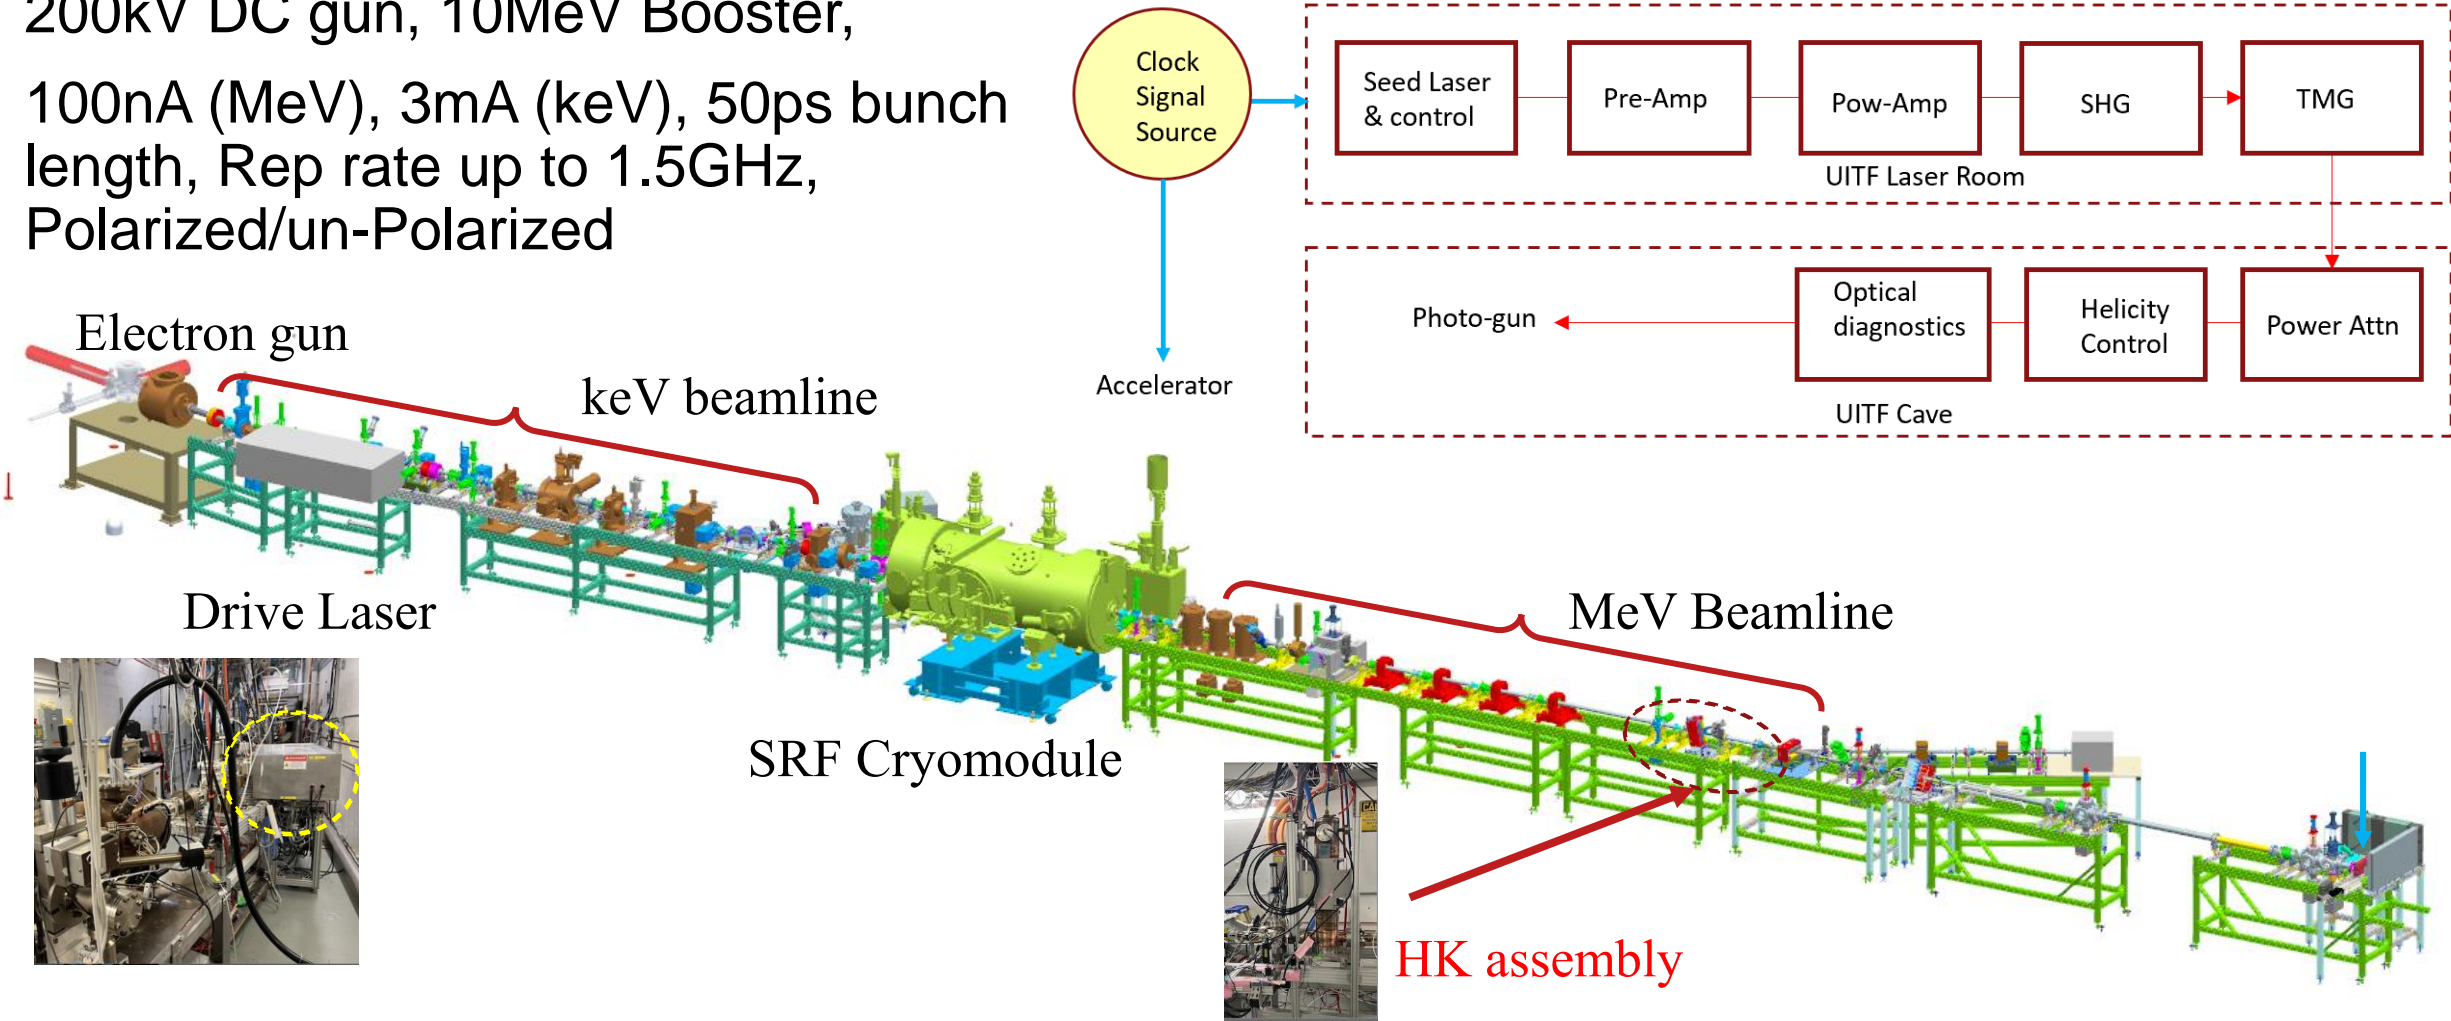 200kV DC gun, 10MeV Booster,
100nA (MeV), 3mA (keV), 50ps bunch
length, Rep rate up to 1.5GHz,
Polarized/un-Polarized
Clock
Signal
Source
Seed Laser
& control
Pre-Amp
Pow-Amp
SHG
TMG
UITF Laser Room
Accelerator
Photo-gun
Optical
diagnostics
Helicity
Control
Power Attn
UITF Cave
Electron gun
keV beamline
Drive Laser
SRF Cryomodule
MeV Beamline
HK assembly